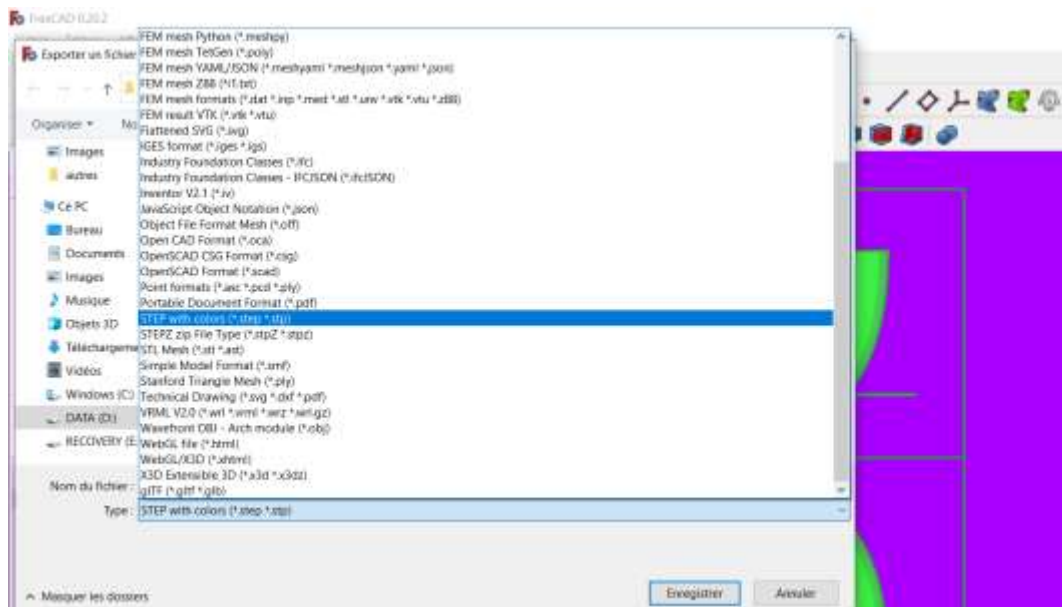 FreeCAD 0.20.2
Exporter un fichier
Organiser
No
Images
autres
Ce PC
Bureau
Documents
Images
Musique
Objets 3D
Téléchargeme
Vidéos
Windows (C:)
DATA (D:)
RECOVERY (E:
FEM mesh Python (*.meshpy)
FEM mesh TetGen (*.poly)
FEM mesh YAML/JSON (*.meshyaml *.meshjson *.yaml *.json)
FEM mesh Z88 (*i1.txt)
FEM mesh formats (*.dat *.inp *.med *.stl *.unv *.vtk *.vtu *.z88)
FEM result VTK (*.vtk *.vtu)
Flattened SVG (*.svg)
IGES format (*.iges *.igs)
Industry Foundation Classes (*.ifc)
Industry Foundation Classes - IFCJSON (*.ifcJSON)
Inventor V2.1 (*.iv)
JavaScript Object Notation (*.json)
Object File Format Mesh (*.off)
Open CAD Format (*.oca)
OpenSCAD CSG Format (*.csg)
OpenSCAD Format (*.scad)
Point formats (*.asc *.pcd *.ply)
Portable Document Format (*.pdf)
STEP with colors (*.step *.stp)
STEPZ zip File Type (*.stpZ *.stpz)
STL Mesh (*.stl *.ast)
Simple Model Format (*.smf)
Stanford Triangle Mesh (*.ply)
Technical Drawing (*.svg *.dxf *.pdf)
VRML V2.0 (*.wrl *.vrml *.wrz *.wrl.gz)
Wavefront OBJ - Arch module (*.obj)
WebGL file (*.html)
WebGL/X3D (*.xhtml)
X3D Extensible 3D (*.x3d *.x3dz)
glTF (*.gltf *.glb)
Nom du fichier :
Type : STEP with colors (*.step *.stp)
Masquer les dossiers
Enregistrer
Annuler